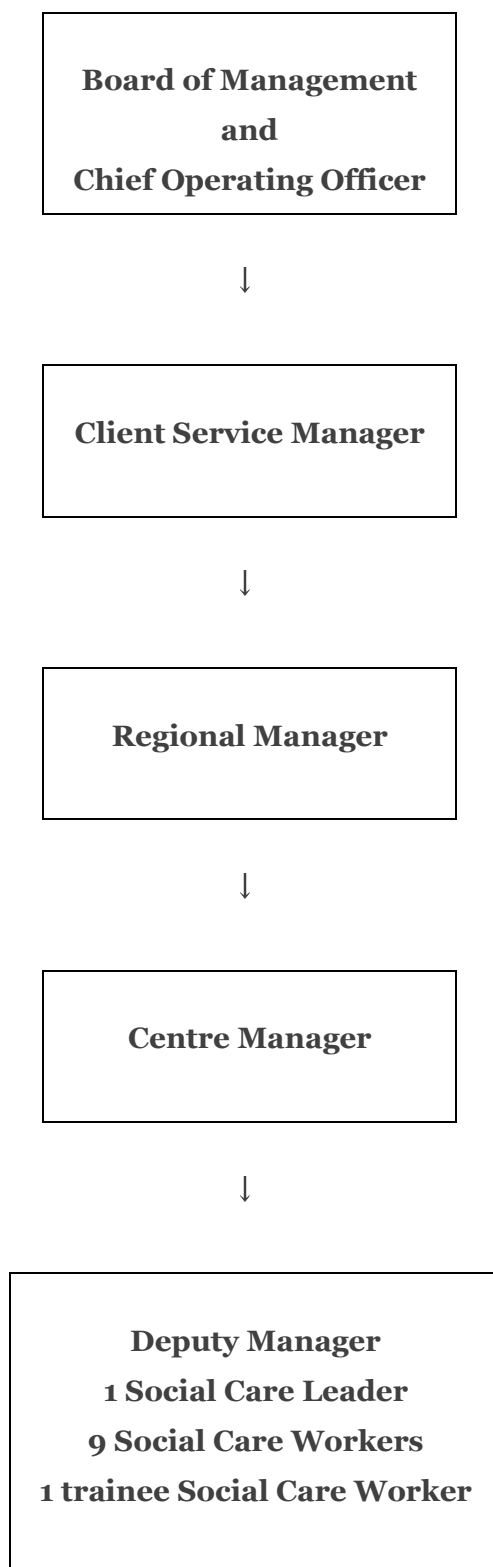 Board of Management
and
Chief Operating Officer
↓
Client Service Manager
↓
Regional Manager
↓
Centre Manager
↓
Deputy Manager
1 Social Care Leader
9 Social Care Workers
1 trainee Social Care Worker